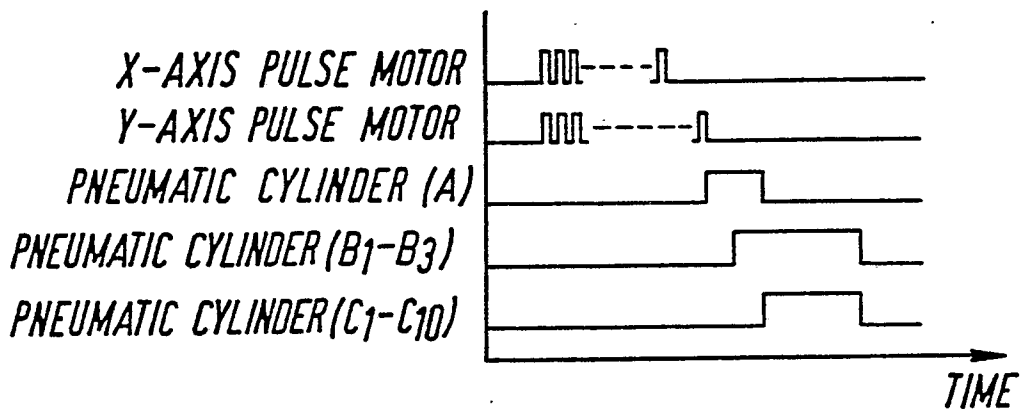 X-AXIS PULSE MOTOR
Y-AXIS PULSE MOTOR
PNEUMATIC CYLINDER (A)
PNEUMATIC CYLINDER (B1-B3)
PNEUMATIC CYLINDER (C1-C10)
TIME